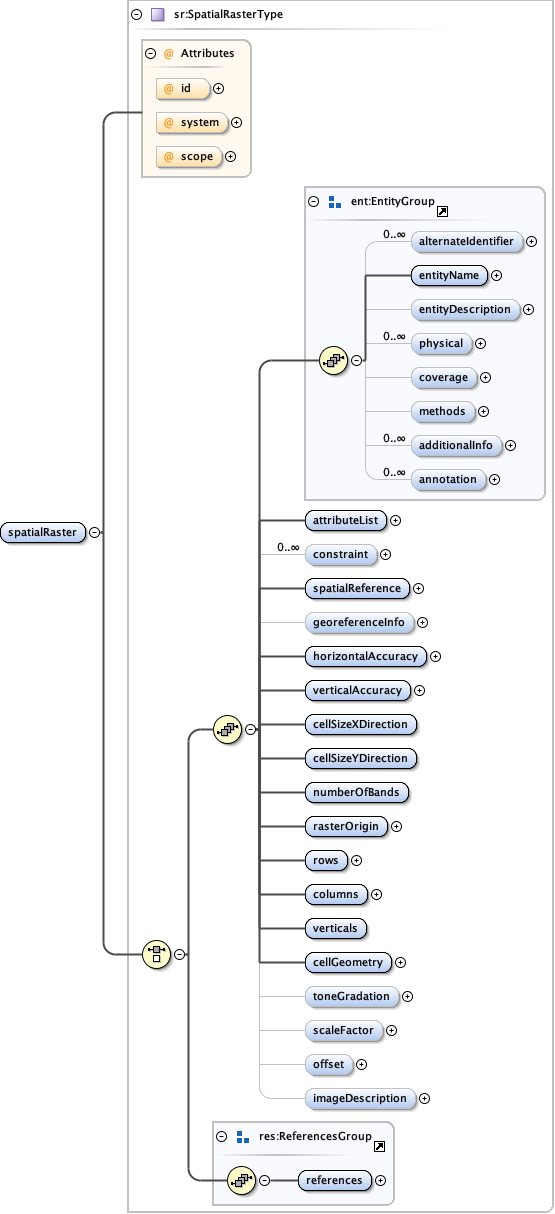 sr:SpatialRasterType
@ Attributes
@ id
@ system
@ scope
ent:EntityGroup
0..∞
alternateIdentifier
entityName
entityDescription
0..∞
physical
coverage
methods
0..∞
additionalInfo
0..∞
annotation
spatialRaster
attributeList
0..∞
constraint
spatialReference
georeferenceInfo
horizontalAccuracy
verticalAccuracy
cellSizeXDirection
cellSizeYDirection
numberOfBands
rasterOrigin
rows
columns
verticals
cellGeometry
toneGradation
scaleFactor
offset
imageDescription
res:ReferencesGroup
references